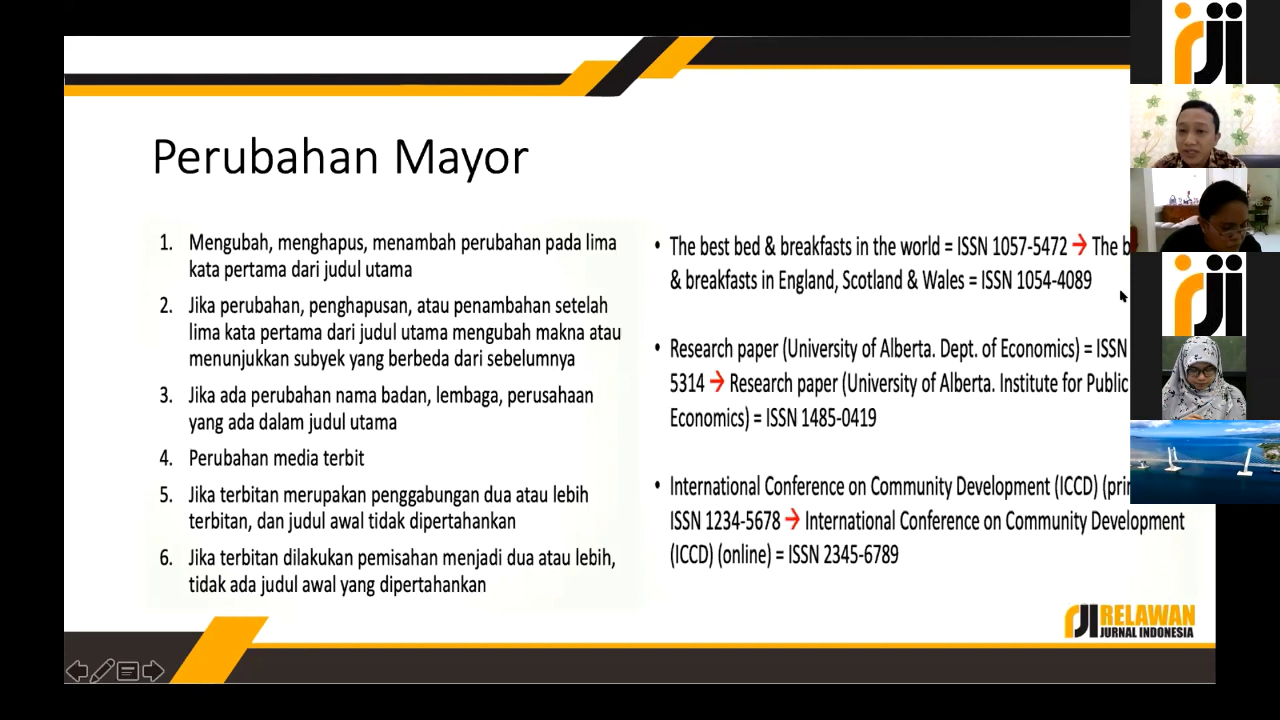 Perubahan Mayor
1. Mengubah, menghapus, menambah perubahan pada lima
kata pertama dari judul utama
2. Jika perubahan, penghapusan, atau penambahan setelah
lima kata pertama dari judul utama mengubah makna atau
menunjukkan subyek yang berbeda dari sebelumnya
3. Jika ada perubahan nama badan, lembaga, perusahaan
yang ada dalam judul utama
4. Perubahan media terbit
5. Jika terbitan merupakan penggabungan dua atau lebih
terbitan, dan judul awal tidak dipertahankan
6. Jika terbitan dilakukan pemisahan menjadi dua atau lebih,
tidak ada judul awal yang dipertahankan
• The best bed & breakfasts in the world = ISSN 1057-5472 → The
& breakfasts in England, Scotland & Wales = ISSN 1054-4089
• Research paper (University of Alberta. Dept. of Economics) = ISSN
5314 → Research paper (University of Alberta. Institute for Public
Economics) = ISSN 1485-0419
• International Conference on Community Development (ICCD)
ISSN 1234-5678 → International Conference on Community Development
(ICCD) (online) = ISSN 2345-6789
rji RELAWAN
JURNAL INDONESIA
rji
rji